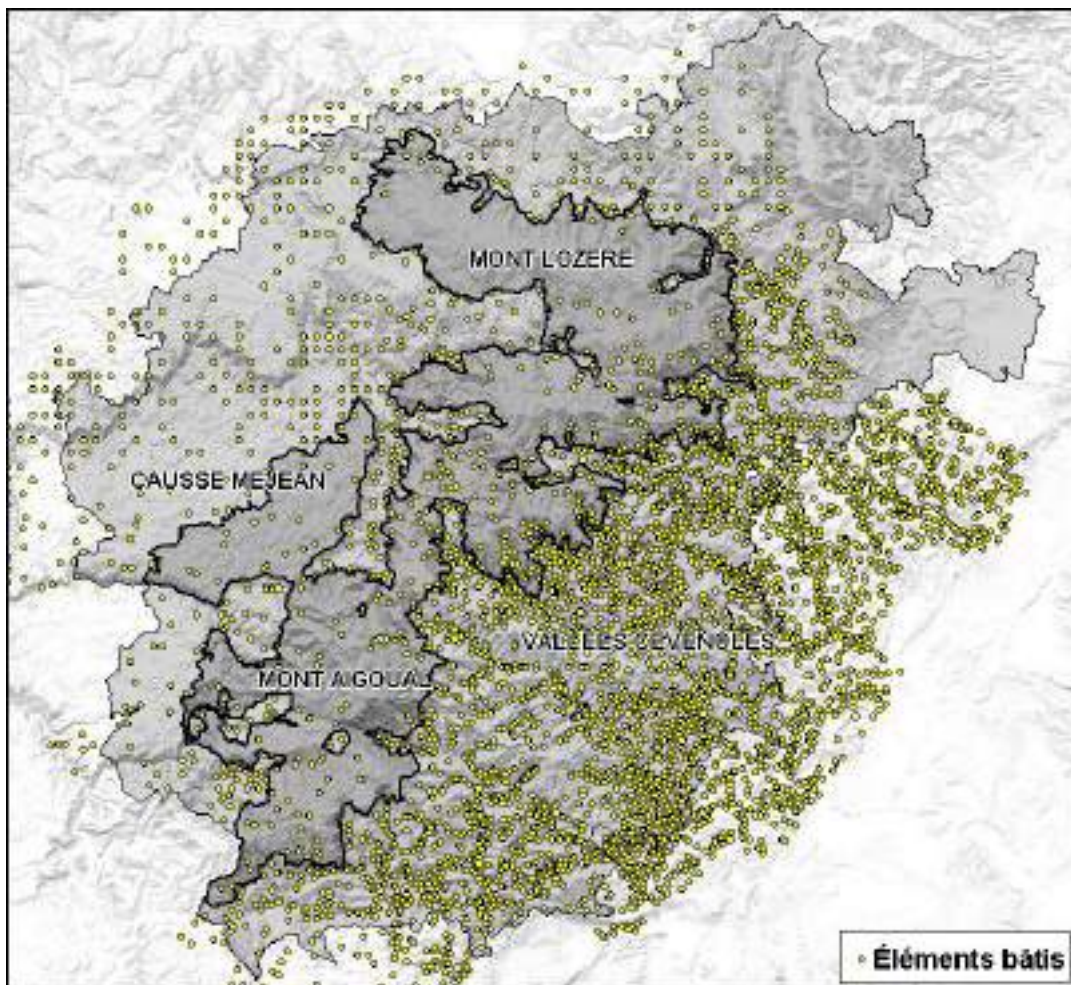 MONT LOZERE
CAUSSE MEJEAN
VALLEES CEVENOLES
MONT AIGOUAL
Éléments bâtis